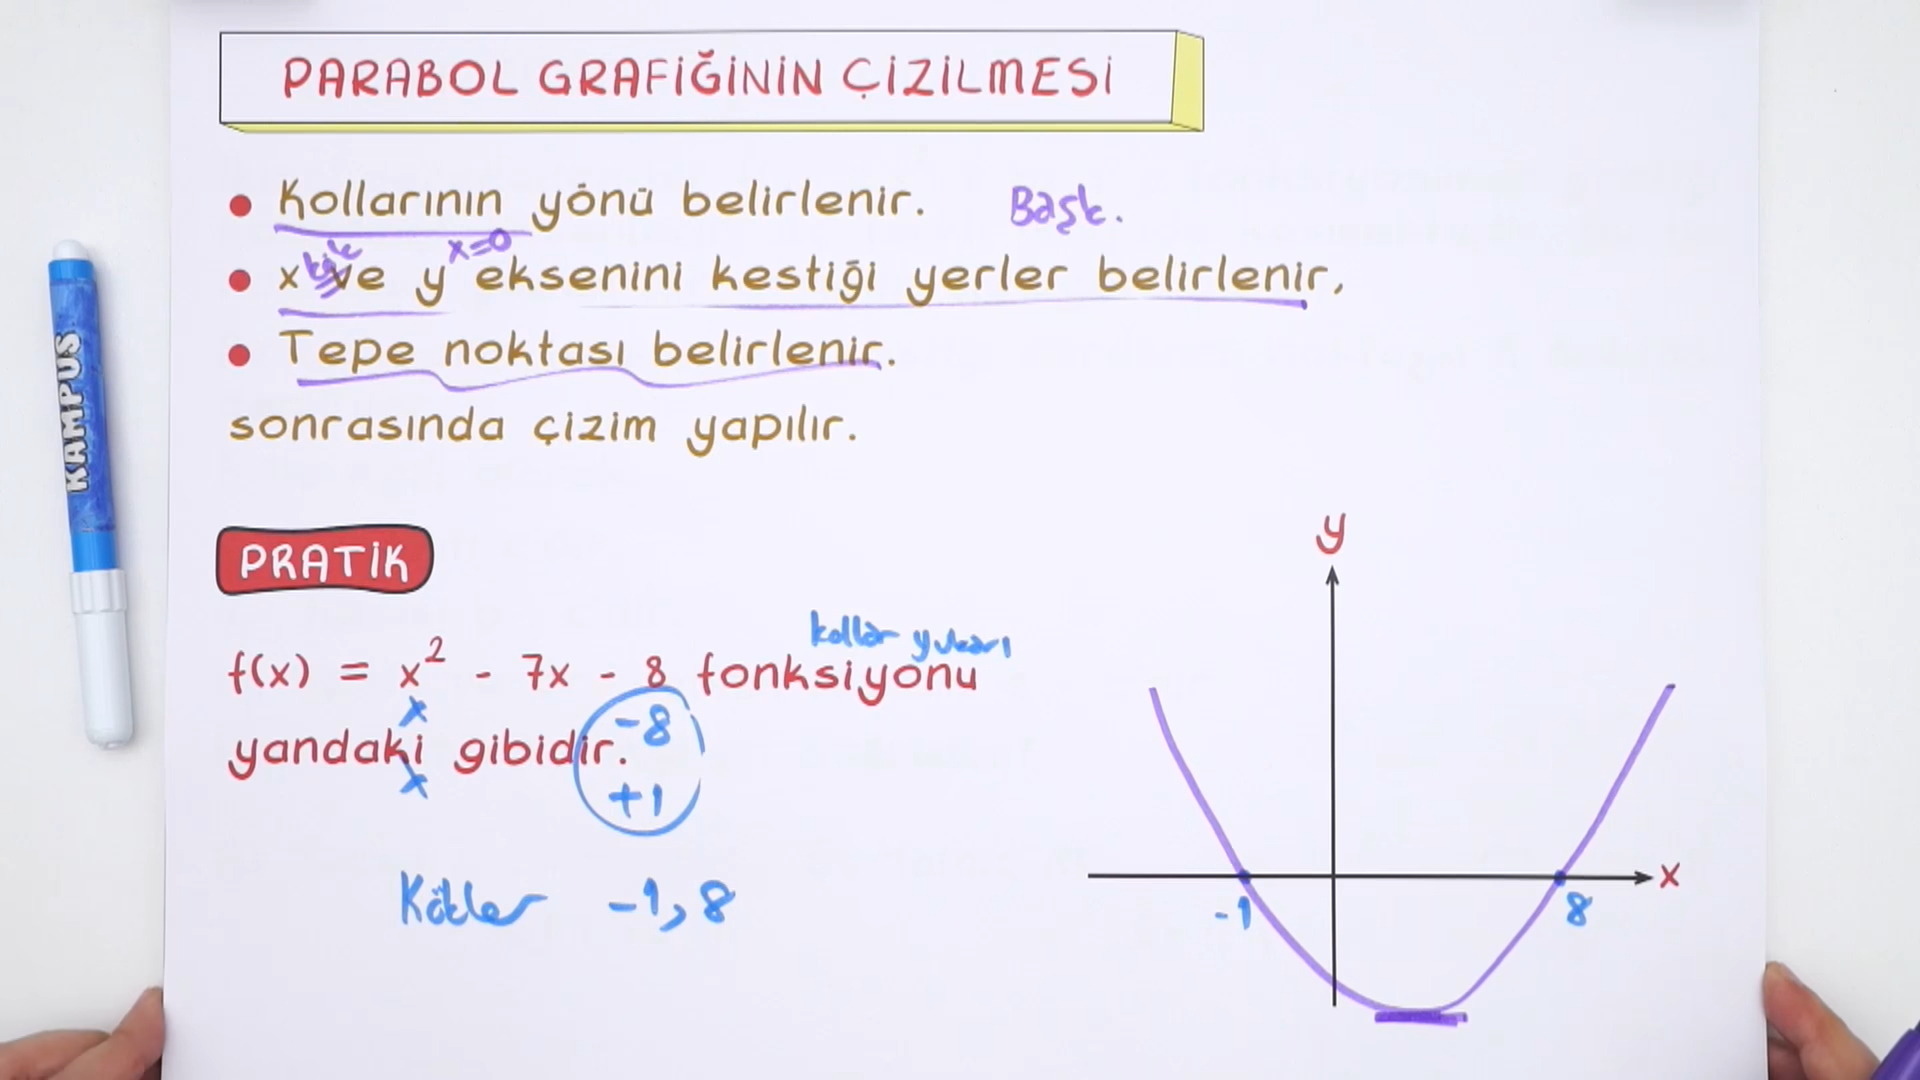 PARABOL GRAFİĞİNİN ÇİZİLMESİ
Kollarının yönü belirlenir. Başk.
kök x=0
x ve y eksenini kestiği yerler belirlenir,
Tepe noktası belirlenir.
sonrasında çizim yapılır.
KAMPUS
PRATİK
kollar yukarı
f(x) = x² - 7x - 8 fonksiyonu
x -8
yandaki gibidir.
x +1
Kökler -1, 8
y
x
-1 8